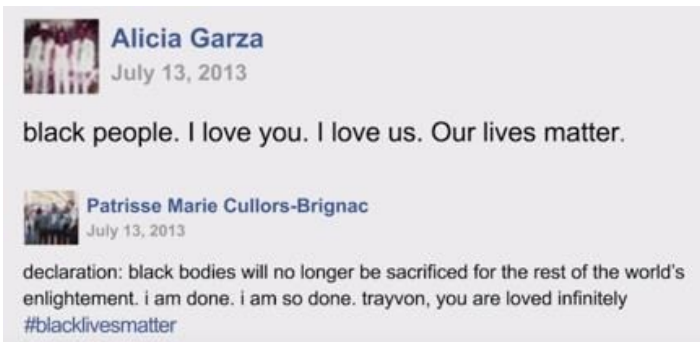 Alicia Garza
July 13, 2013
black people. I love you. I love us. Our lives matter.
Patrisse Marie Cullors-Brignac
July 13, 2013
declaration: black bodies will no longer be sacrificed for the rest of the world's
enlightement. i am done. i am so done. trayvon, you are loved infinitely
#blacklivesmatter